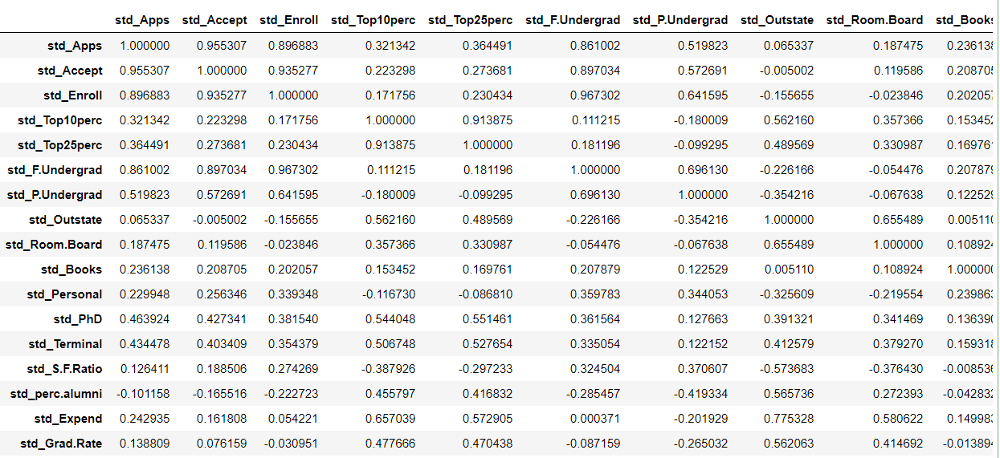 std_Apps std_Accept std_Enroll std_Top10perc std_Top25perc std_F.Undergrad std_P.Undergrad std_Outstate std_Room.Board std_Books
std_Apps 1.000000 0.955307 0.896883 0.321342 0.364491 0.861002 0.519823 0.065337 0.187475 0.236138
std_Accept 0.955307 1.000000 0.935277 0.223298 0.273681 0.897034 0.572691 -0.005002 0.119586 0.208705
std_Enroll 0.896883 0.935277 1.000000 0.171756 0.230434 0.967302 0.641595 -0.155655 -0.023846 0.202057
std_Top10perc 0.321342 0.223298 0.171756 1.000000 0.913875 0.111215 -0.180009 0.562160 0.357366 0.153452
std_Top25perc 0.364491 0.273681 0.230434 0.913875 1.000000 0.181196 -0.099295 0.489569 0.330987 0.169761
std_F.Undergrad 0.861002 0.897034 0.967302 0.111215 0.181196 1.000000 0.696130 -0.226166 -0.054476 0.207879
std_P.Undergrad 0.519823 0.572691 0.641595 -0.180009 -0.099295 0.696130 1.000000 -0.354216 -0.067638 0.122529
std_Outstate 0.065337 -0.005002 -0.155655 0.562160 0.489569 -0.226166 -0.354216 1.000000 0.655489 0.005110
std_Room.Board 0.187475 0.119586 -0.023846 0.357366 0.330987 -0.054476 -0.067638 0.655489 1.000000 0.108924
std_Books 0.236138 0.208705 0.202057 0.153452 0.169761 0.207879 0.122529 0.005110 0.108924 1.000000
std_Personal 0.229948 0.256346 0.339348 -0.116730 -0.086810 0.359783 0.344053 -0.325609 -0.219554 0.239863
std_PhD 0.463924 0.427341 0.381540 0.544048 0.551461 0.361564 0.127663 0.391321 0.341469 0.136390
std_Terminal 0.434478 0.403409 0.354379 0.506748 0.527654 0.335054 0.122152 0.412579 0.379270 0.159318
std_S.F.Ratio 0.126411 0.188506 0.274269 -0.387926 -0.297233 0.324504 0.370607 -0.573683 -0.376430 -0.008536
std_perc.alumni -0.101158 -0.165516 -0.222723 0.455797 0.416832 -0.285457 -0.419334 0.565736 0.272393 -0.042832
std_Expend 0.242935 0.161808 0.054221 0.657039 0.572905 0.000371 -0.201929 0.775328 0.580622 0.149983
std_Grad.Rate 0.138809 0.076159 -0.030951 0.477666 0.470438 -0.087159 -0.265032 0.562063 0.414692 -0.013894